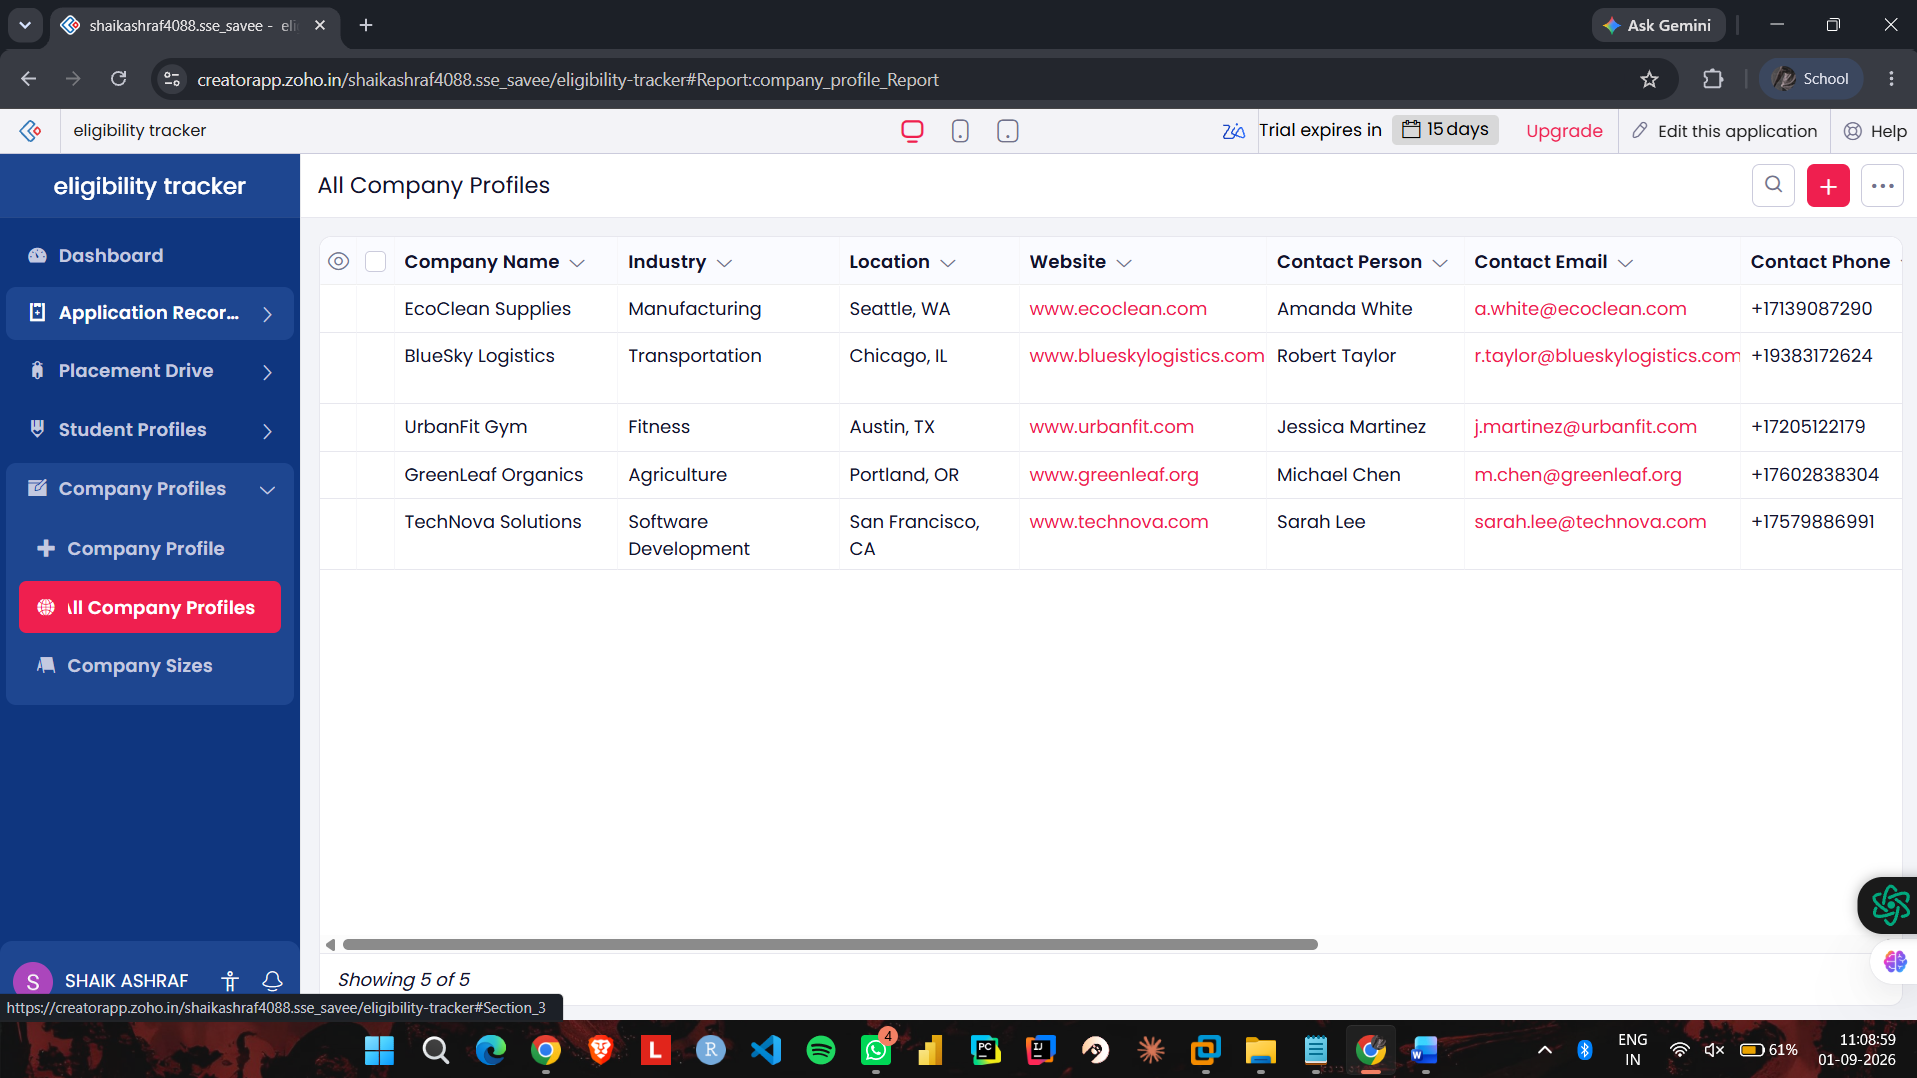 shaikashraf4088.sse_savee - eli
Ask Gemini
creatorapp.zoho.in/shaikashraf4088.sse_savee/eligibility-tracker#Report:company_profile_Report
School
eligibility tracker
Trial expires in 15 days
Upgrade
Edit this application
Help
eligibility tracker
All Company Profiles
Dashboard
Application Recor...
Placement Drive
Student Profiles
Company Profiles
Company Profile
All Company Profiles
Company Sizes
Company Name Industry Location Website Contact Person Contact Email Contact Phone
EcoClean Supplies Manufacturing Seattle, WA www.ecoclean.com Amanda White a.white@ecoclean.com +17139087290
BlueSky Logistics Transportation Chicago, IL www.blueskylogistics.com Robert Taylor r.taylor@blueskylogistics.com +19383172624
UrbanFit Gym Fitness Austin, TX www.urbanfit.com Jessica Martinez j.martinez@urbanfit.com +17205122179
GreenLeaf Organics Agriculture Portland, OR www.greenleaf.org Michael Chen m.chen@greenleaf.org +17602838304
TechNova Solutions Software San Francisco, www.technova.com Sarah Lee sarah.lee@technova.com +17579886991
Development CA
Showing 5 of 5
S SHAIK ASHRAF
https://creatorapp.zoho.in/shaikashraf4088.sse_savee/eligibility-tracker#Section_3
L
R
4
PC
IJ
W
ENG
IN
61%
11:08:59
01-09-2026